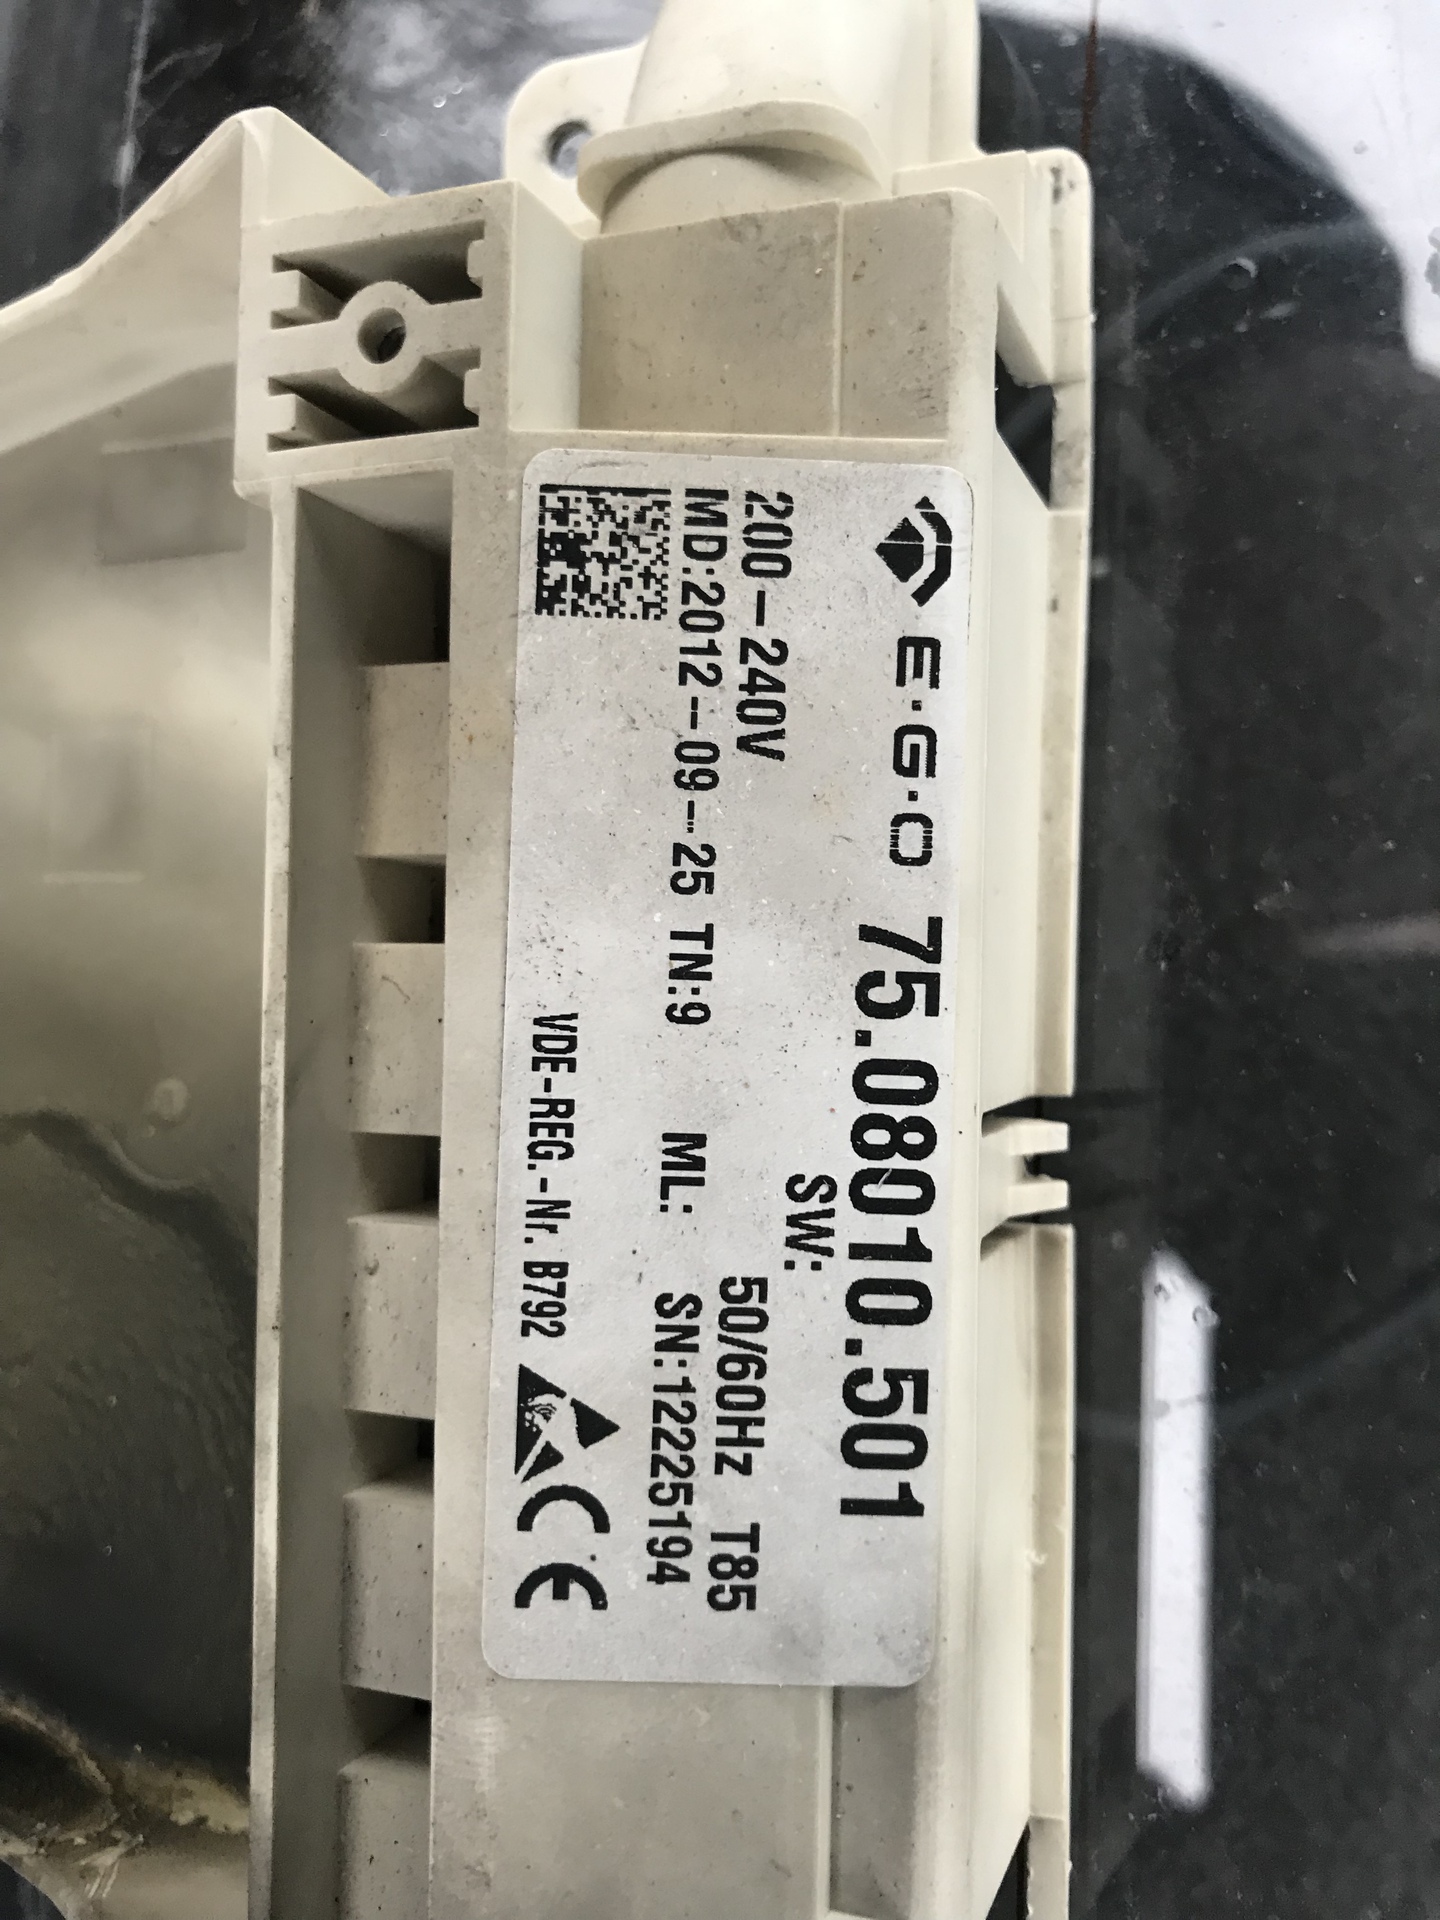 E.G.O 75.08010.501
SW:
200-240V 50/60Hz T85
MD:2012-09-25 TN:9 ML: SN:12225194
VDE-REG.-Nr. B792 CE